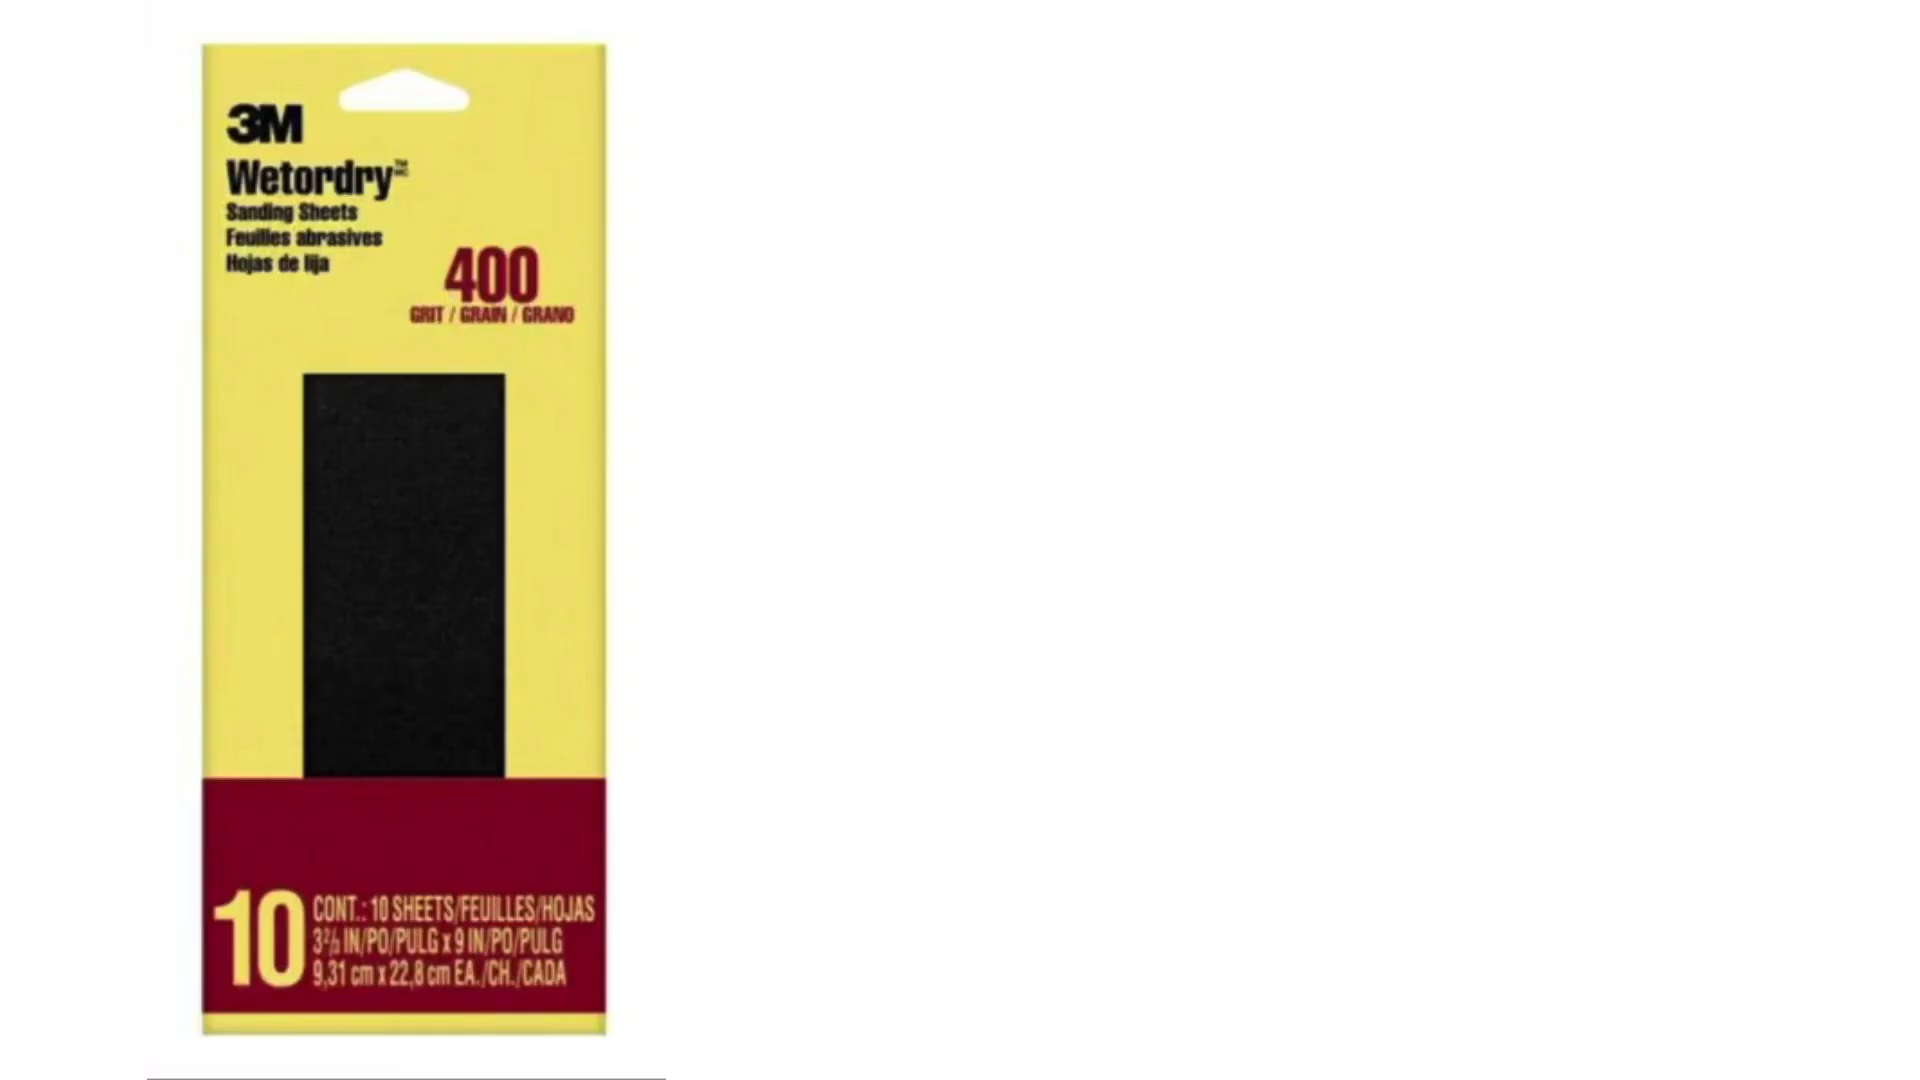 3M
Wetordry™ MC
Sanding Sheets
Feuilles abrasives
Hojas de lija
400
GRIT / GRAIN / GRANO
10
CONT.: 10 SHEETS/FEUILLES/HOJAS
3⅔ IN/PO/PULG x 9 IN/PO/PULG
9,31 cm x 22,8 cm EA./CH./CADA